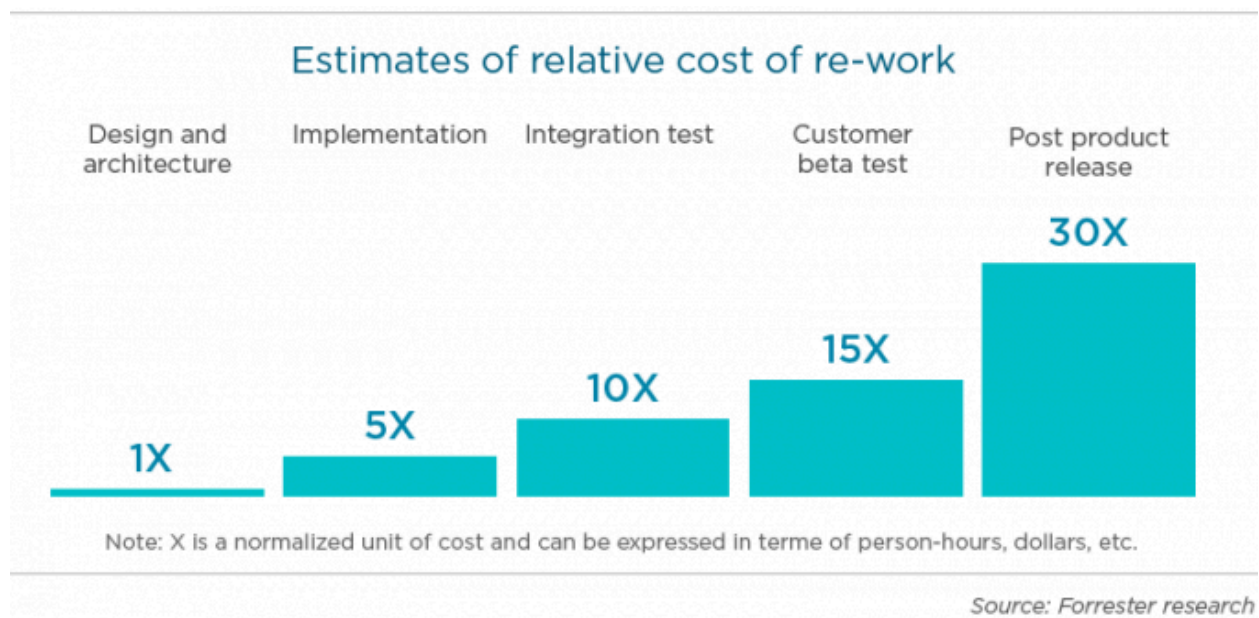 Estimates of relative cost of re-work
Design and
architecture
Implementation
Integration test
Customer
beta test
Post product
release
1X
5X
10X
15X
30X
Note: X is a normalized unit of cost and can be expressed in terme of person-hours, dollars, etc.
Source: Forrester research